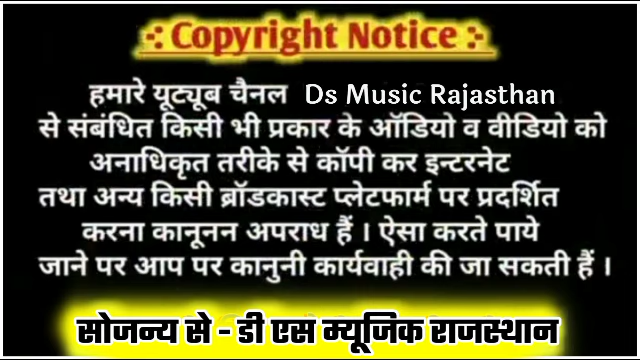 -: Copyright Notice :-
हमारे यूट्यूब चैनल Ds Music Rajasthan
से संबंधित किसी भी प्रकार के ऑडियो व वीडियो को
अनाधिकृत तरीके से कॉपी कर इन्टरनेट
तथा अन्य किसी ब्रॉडकास्ट प्लेटफार्म पर प्रदर्शित
करना कानूनन अपराध हैं । ऐसा करते पाये
जाने पर आप पर कानुनी कार्यवाही की जा सकती हैं ।
सोजन्य से - डी एस म्यूजिक राजस्थान